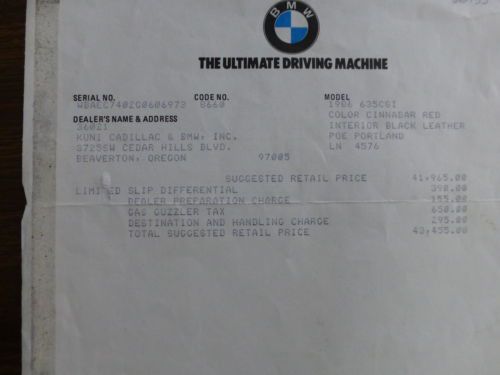 BMW
THE ULTIMATE DRIVING MACHINE
SERIAL NO. CODE NO. MODEL
WBAEC7402G0606973 8660 1986 635CSI
COLOR CINNABAR RED
DEALER'S NAME & ADDRESS INTERIOR BLACK LEATHER
36021 POE PORTLAND
KUNI CADILLAC & BMW, INC. LN 4576
3725SW CEDAR HILLS BLVD.
BEAVERTON, OREGON 97005
SUGGESTED RETAIL PRICE 41,965.00
LIMITED SLIP DIFFERENTIAL 390.00
DEALER PREPARATION CHARGE 155.00
GAS GUZZLER TAX 650.00
DESTINATION AND HANDLING CHARGE 295.00
TOTAL SUGGESTED RETAIL PRICE 43,455.00